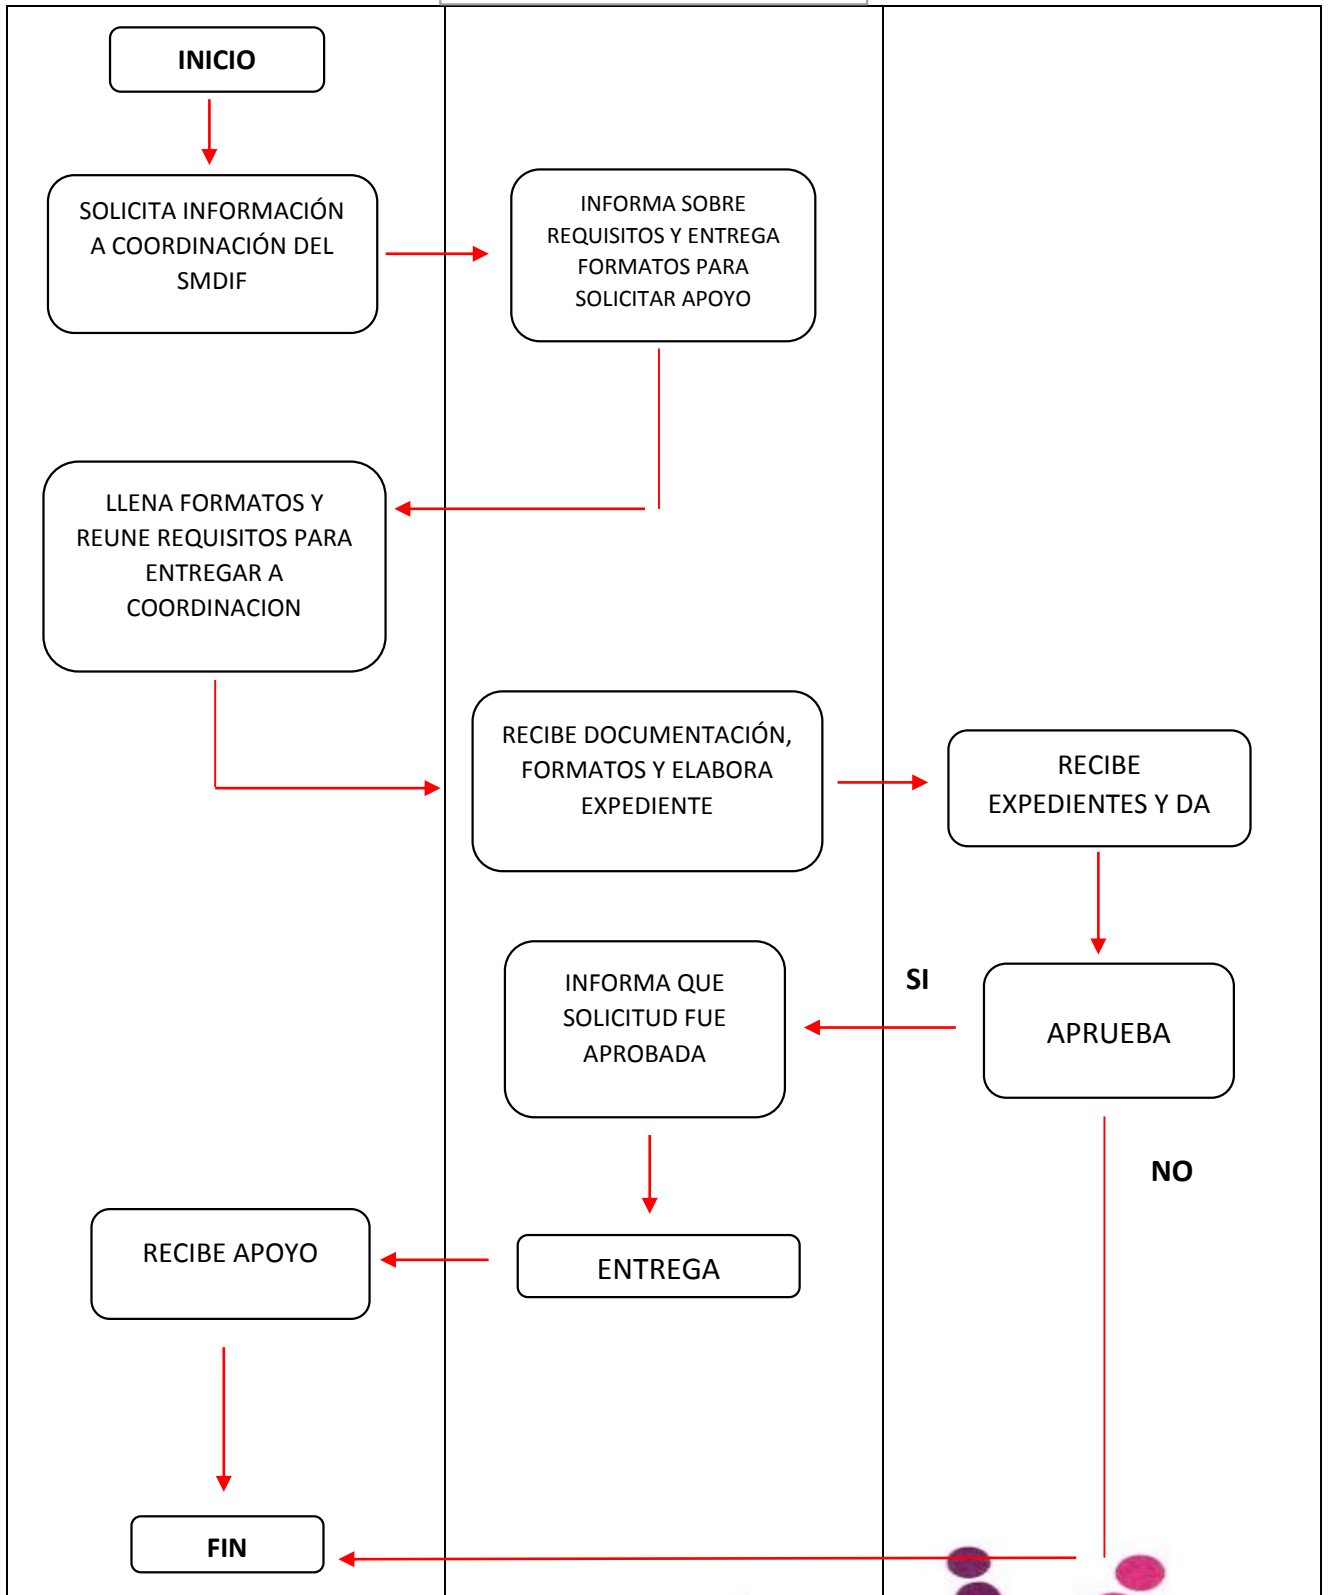 INICIO
SOLICITA INFORMACIÓN
A COORDINACIÓN DEL
SMDIF
INFORMA SOBRE
REQUISITOS Y ENTREGA
FORMATOS PARA
SOLICITAR APOYO
LLENA FORMATOS Y
REUNE REQUISITOS PARA
ENTREGAR A
COORDINACION
RECIBE DOCUMENTACIÓN,
FORMATOS Y ELABORA
EXPEDIENTE
RECIBE
EXPEDIENTES Y DA
APRUEBA
SI
INFORMA QUE
SOLICITUD FUE
APROBADA
NO
ENTREGA
RECIBE APOYO
FIN